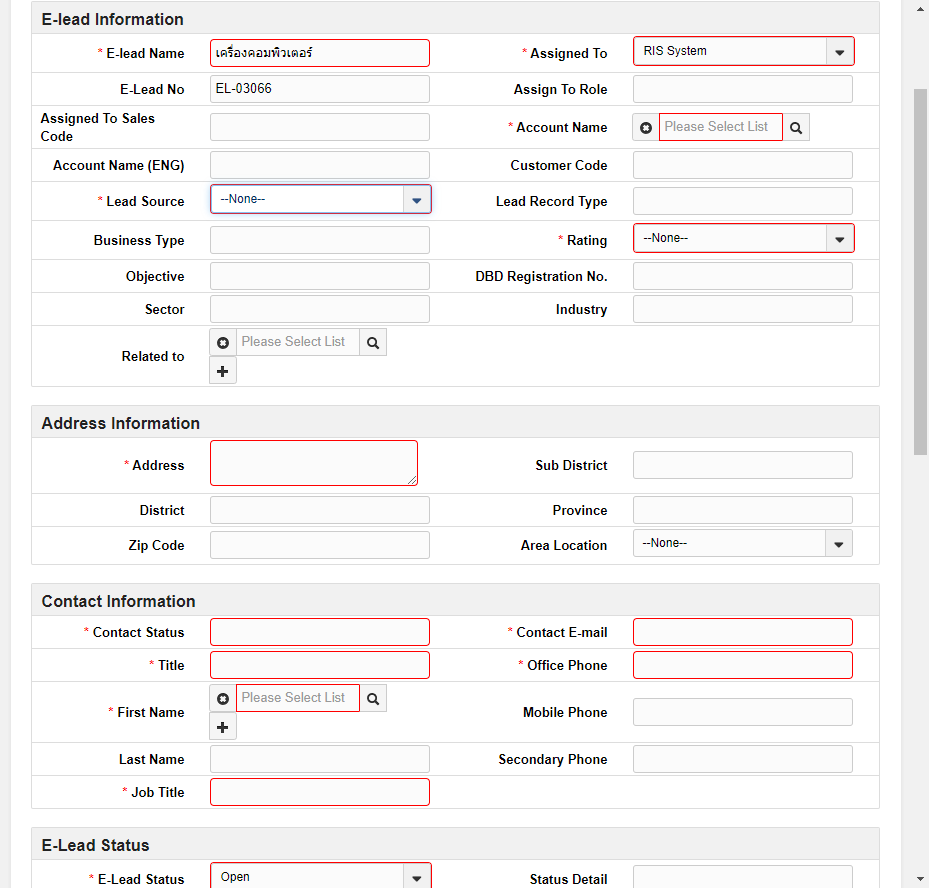 E-lead Information
* E-lead Name เครื่องคอมพิวเตอร์ * Assigned To RIS System
E-Lead No EL-03066 Assign To Role
Assigned To Sales
Code
* Account Name Please Select List
Account Name (ENG) Customer Code
* Lead Source --None-- Lead Record Type
Business Type * Rating --None--
Objective DBD Registration No.
Sector Industry
Related to Please Select List
Address Information
* Address Sub District
District Province
Zip Code Area Location --None--
Contact Information
* Contact Status * Contact E-mail
* Title * Office Phone
* First Name Please Select List Mobile Phone
Last Name Secondary Phone
* Job Title
E-Lead Status
* E-Lead Status Open Status Detail